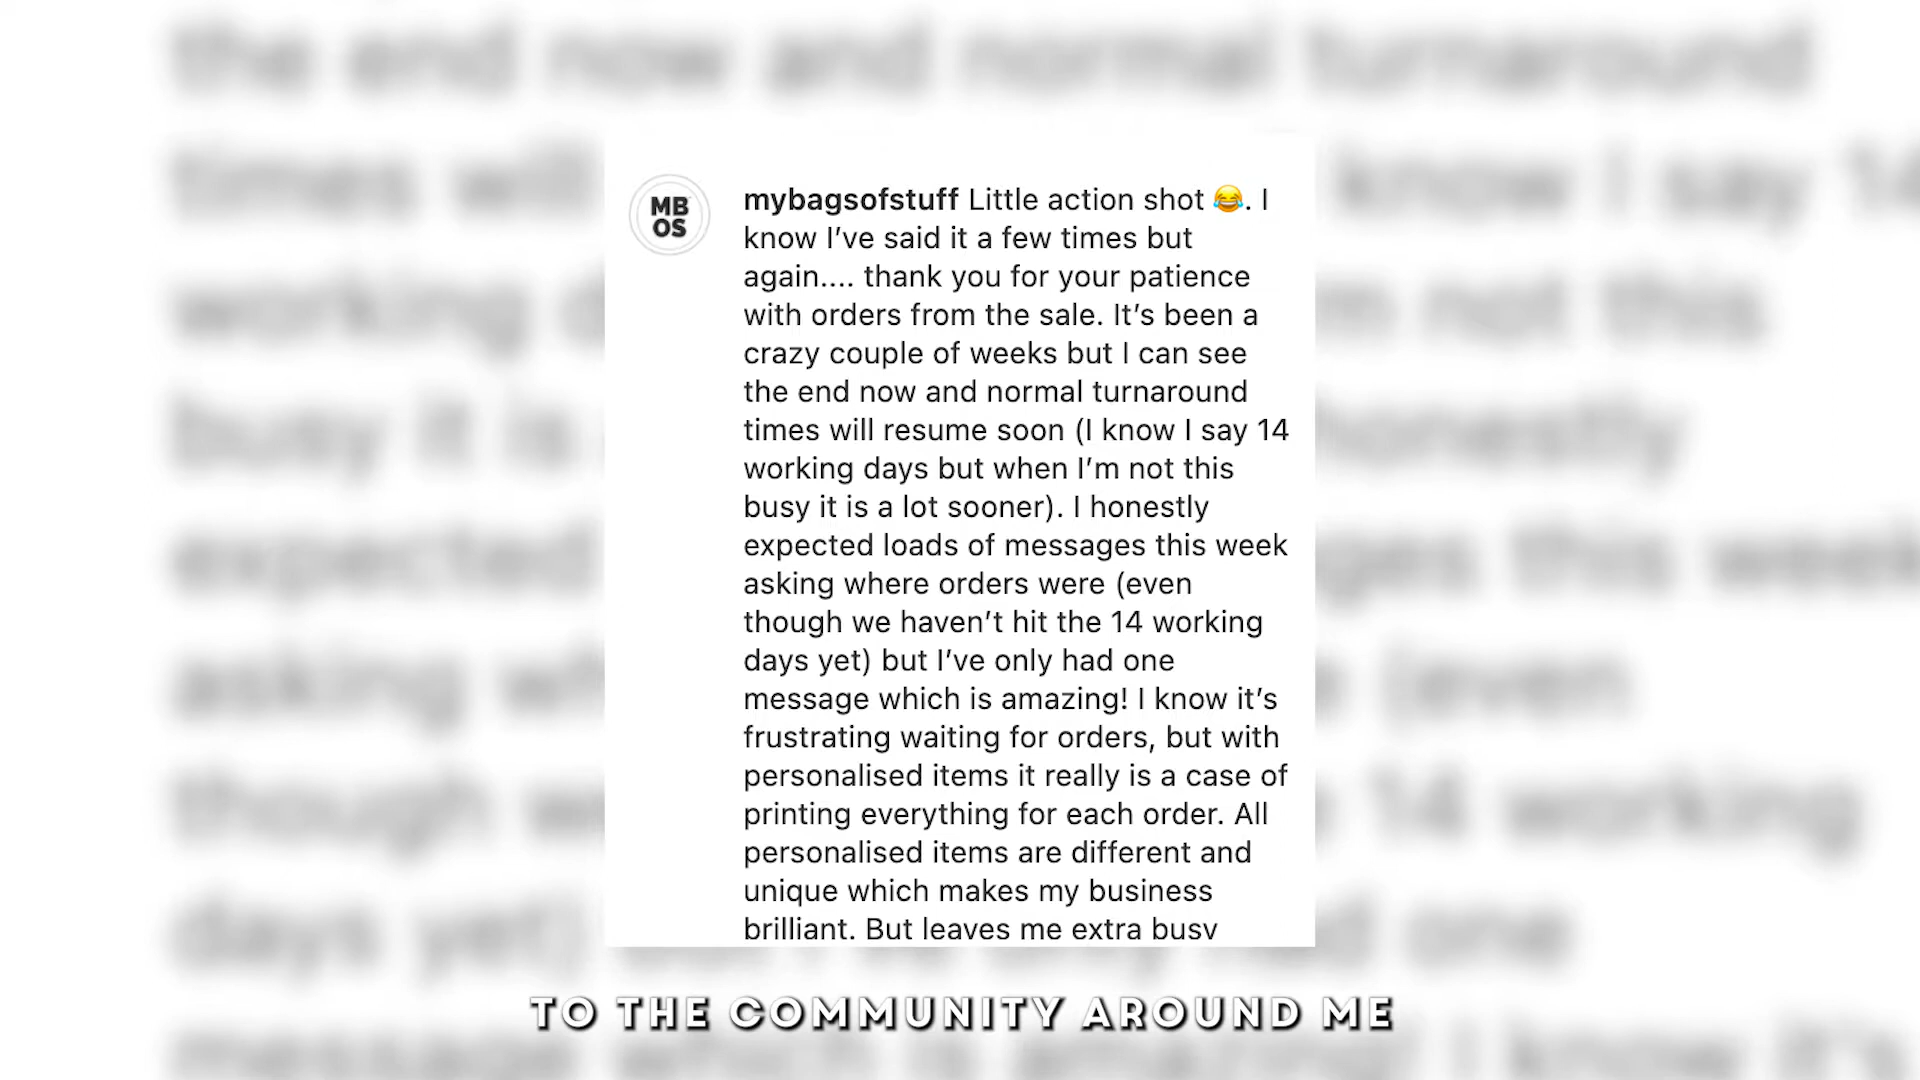 MB
OS
mybagsofstuff Little action shot 😂. I
know I've said it a few times but
again.... thank you for your patience
with orders from the sale. It's been a
crazy couple of weeks but I can see
the end now and normal turnaround
times will resume soon (I know I say 14
working days but when I'm not this
busy it is a lot sooner). I honestly
expected loads of messages this week
asking where orders were (even
though we haven't hit the 14 working
days yet) but I've only had one
message which is amazing! I know it's
frustrating waiting for orders, but with
personalised items it really is a case of
printing everything for each order. All
personalised items are different and
unique which makes my business
brilliant. But leaves me extra busy
TO THE COMMUNITY AROUND ME